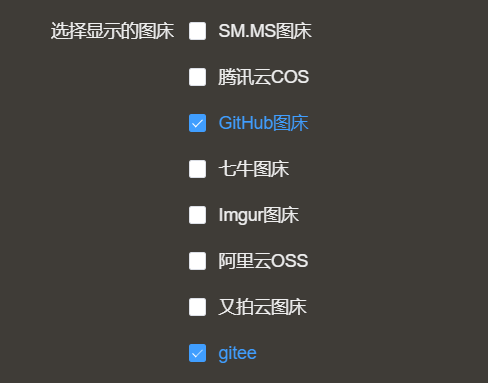 选择显示的图床 SM.MS图床
腾讯云COS
GitHub图床
七牛图床
Imgur图床
阿里云OSS
又拍云图床
gitee